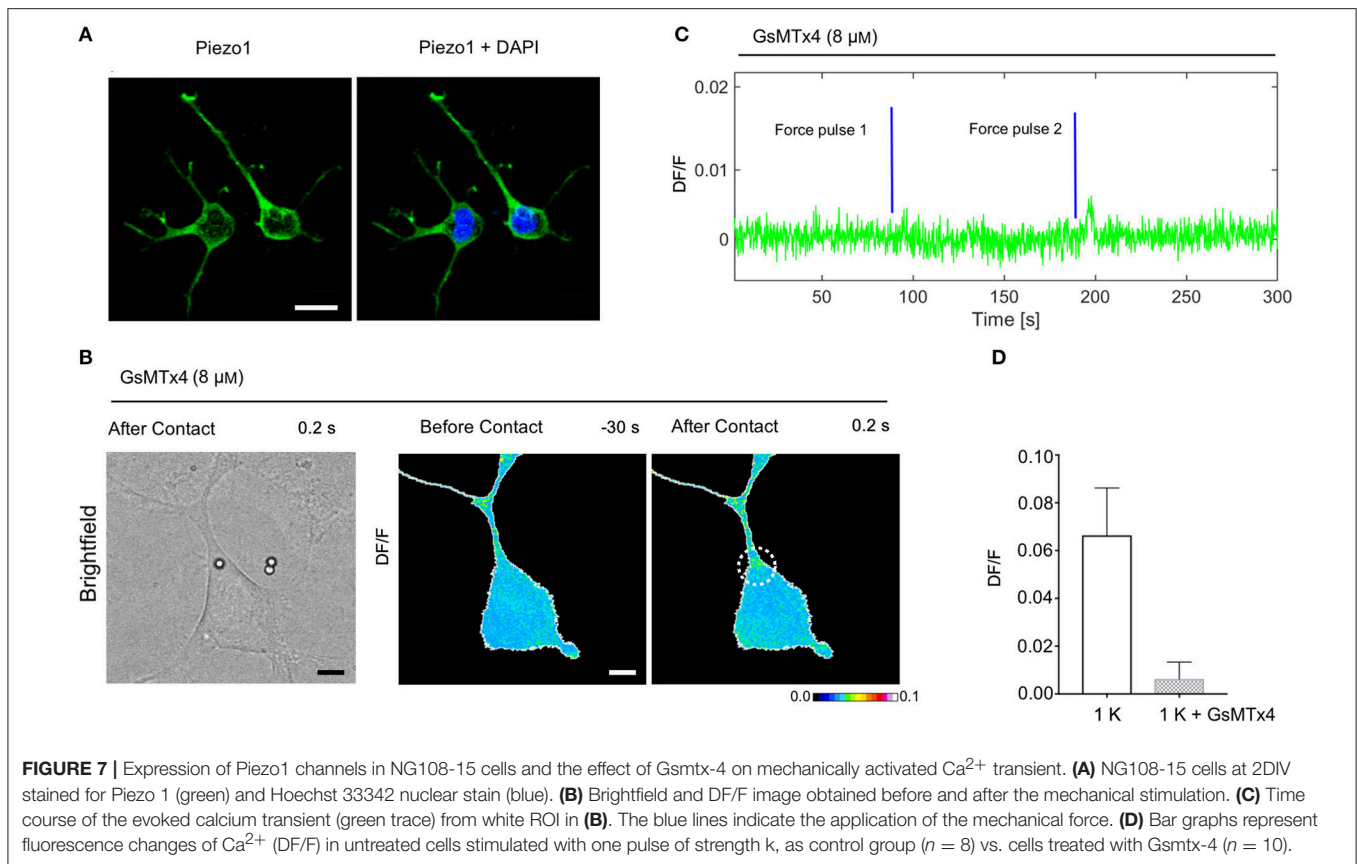 A
Piezo1
Piezo1 + DAPI
C
GsMTx4 (8 µM)
0.02
0.01
0
DF/F
Force pulse 1
Force pulse 2
50 100 150 200 250 300
Time [s]
B
GsMTx4 (8 µM)
After Contact 0.2 s
Before Contact -30 s
After Contact 0.2 s
Brightfield
DF/F
0.0 0.1
D
0.10
0.08
0.06
0.04
0.02
0.00
DF/F
1 K
1 K + GsMTx4
FIGURE 7 | Expression of Piezo1 channels in NG108-15 cells and the effect of Gsmtx-4 on mechanically activated Ca²⁺ transient. (A) NG108-15 cells at 2DIV
stained for Piezo 1 (green) and Hoechst 33342 nuclear stain (blue). (B) Brightfield and DF/F image obtained before and after the mechanical stimulation. (C) Time
course of the evoked calcium transient (green trace) from white ROI in (B). The blue lines indicate the application of the mechanical force. (D) Bar graphs represent
fluorescence changes of Ca²⁺ (DF/F) in untreated cells stimulated with one pulse of strength k, as control group (n = 8) vs. cells treated with Gsmtx-4 (n = 10).